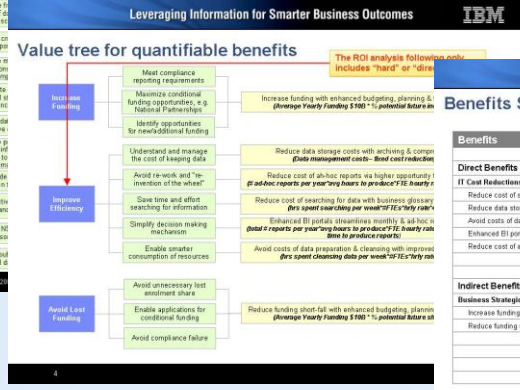 Leveraging Information for Smarter Business Outcomes
IBM
Value tree for quantifiable benefits
The ROI analysis following only
includes "hard" or "dire
Increase
Funding
Meet compliance
reporting requirements
Maximize conditional
funding opportunities, e.g.
National Partnerships
Identify opportunities
for new/additional funding
Increase funding with enhanced budgeting, planning &
(Average Yearly Funding $10B * % potential future in
Improve
Efficiency
Understand and manage
the cost of keeping data
Avoid re-work and "re-
invention of the wheel"
Save time and effort
searching for information
Simplify decision making
mechanism
Enable smarter
consumption of resources
Reduce data storage costs with archiving & compr
(Data management costs– fixed cost reduction
Reduce cost of ah-hoc reports via higher opportunity
(# ad-hoc reports per year*avg hours to produce*FTE hourly r
Reduce cost of searching for data with business glossary
(hrs spent searching per week*#FTEs*hrly rate*
Enhanced BI portals streamlines monthly & ad-hoc r
(total # reports per year*avg hours to produce*FTE hourly rate
time to produce reports)
Avoid costs of data preparation & cleansing with improved
(hrs spent cleansing data per week*#FTEs*hrly rat
Avoid Lost
Funding
Avoid unnecessary lost
enrolment share
Enable applications for
conditional funding
Avoid compliance failure
Reduce funding short-fall with enhanced budgeting, plannin
(Average Yearly Funding $10B * % potential future sh
4
Benefits S
Benefits
Direct Benefits
IT Cost Reductions
Reduce cost of s
Reduce data stor
Avoid costs of da
Enhanced BI por
Reduce cost of a
Indirect Benefit
Business Strategic
Increase funding
Reduce funding